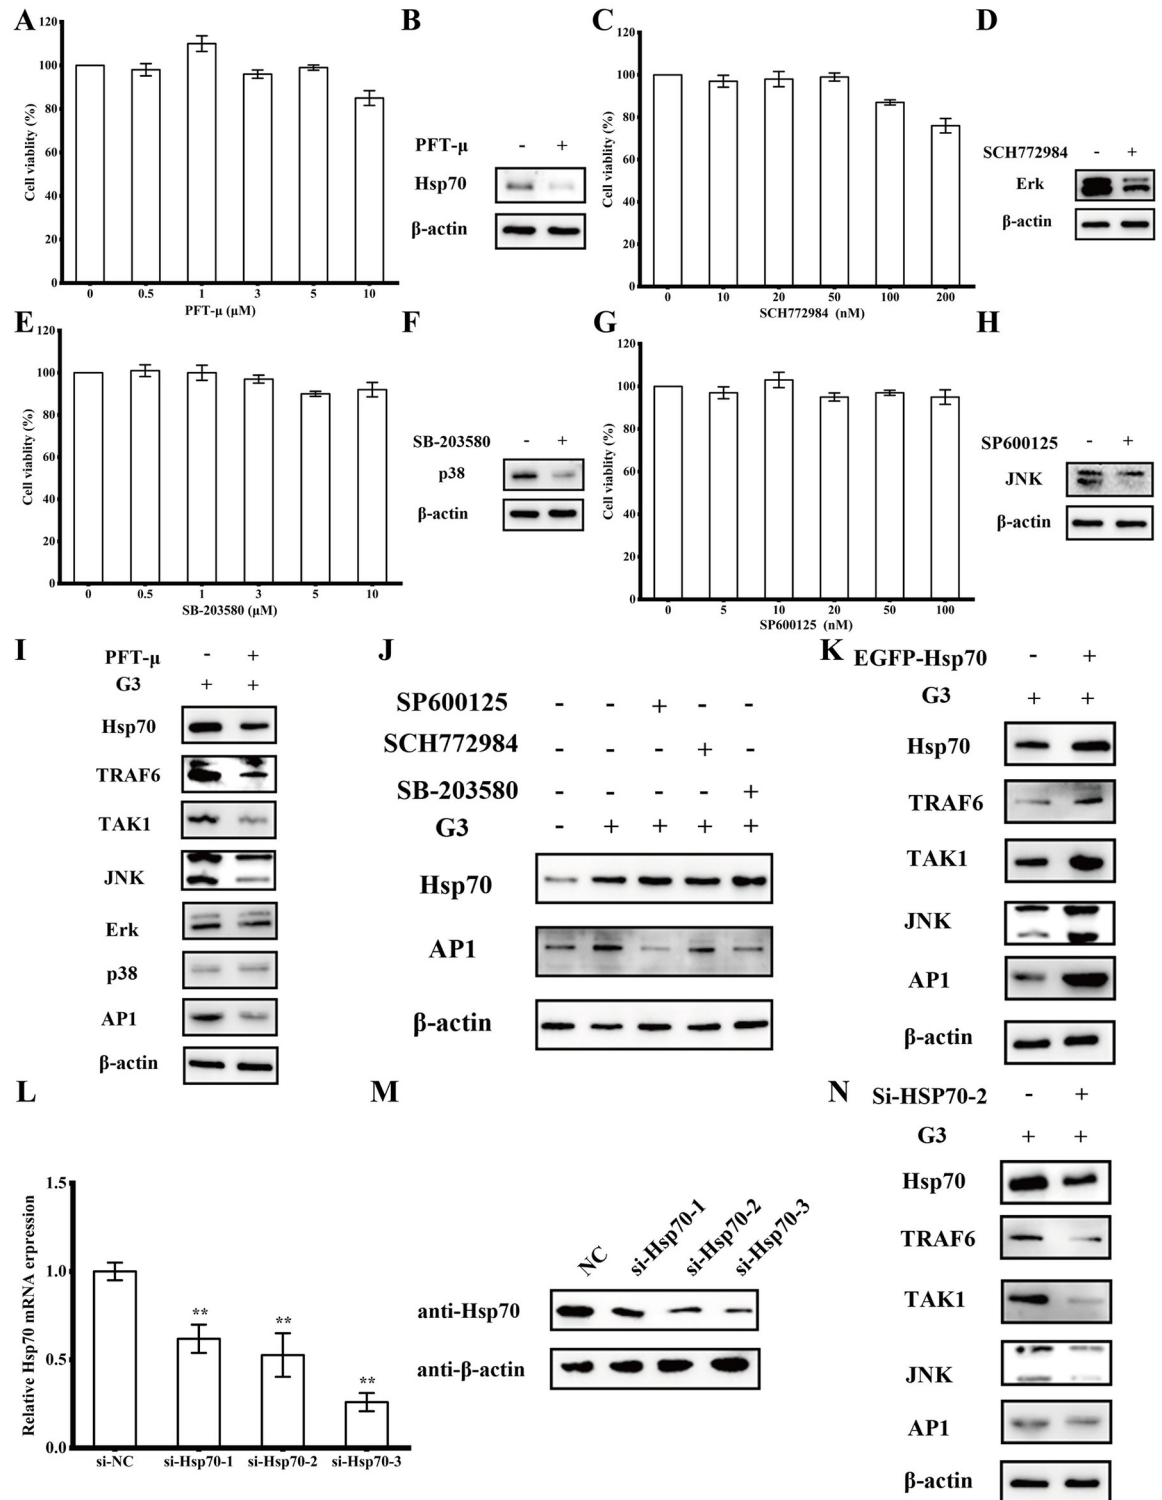 A
Cell viablity (%)
120
100
80
60
40
20
0
0 0.5 1 3 5 10
PFT-μ (μM)
B
PFT-μ - +
Hsp70
β-actin
C
Cell viablity (%)
120
100
80
60
40
20
0
0 10 20 50 100 200
SCH772984 (nM)
D
SCH772984 - +
Erk
β-actin
E
Cell viablity (%)
120
100
80
60
40
20
0
0 0.5 1 3 5 10
SB-203580 (μM)
F
SB-203580 - +
p38
β-actin
G
Cell viablity (%)
120
100
80
60
40
20
0
0 5 10 20 50 100
SP600125 (nM)
H
SP600125 - +
JNK
β-actin
I
PFT-μ - +
G3 + +
Hsp70
TRAF6
TAK1
JNK
Erk
p38
AP1
β-actin
J
SP600125 - - + - -
SCH772984 - - - + -
SB-203580 - - - - +
G3 - + + + +
Hsp70
AP1
β-actin
K
EGFP-Hsp70 - +
G3 + +
Hsp70
TRAF6
TAK1
JNK
AP1
β-actin
L
Relative Hsp70 mRNA erpression
1.5
1.0
0.5
0.0
**
**
**
si-NC si-Hsp70-1 si-Hsp70-2 si-Hsp70-3
M
NC si-Hsp70-1 si-Hsp70-2 si-Hsp70-3
anti-Hsp70
anti-β-actin
N
Si-HSP70-2 - +
G3 + +
Hsp70
TRAF6
TAK1
JNK
AP1
β-actin